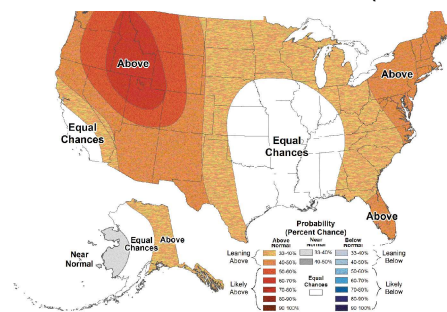 Above
Above
Equal
Chances
Equal
Chances
Above
Equal
Chances
Above
Near
Normal
Probability
(Percent Chance)
Above
Normal
Near
Normal
Below
Normal
Leaning
Above
33-40%
40-50%
33-40%
40-50%
33-40%
40-50%
Leaning
Below
Likely
Above
50-60%
60-70%
70-80%
80-90%
90-100%
Equal
Chances
50-60%
60-70%
70-80%
80-90%
90-100%
Likely
Below